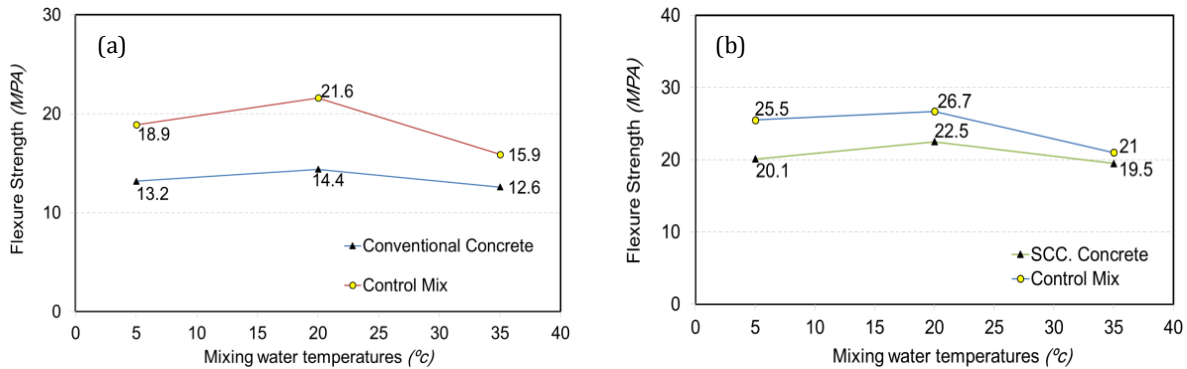 (a)
Flexure Strength (MPA)
30
20
10
0
21.6
18.9
15.9
14.4
13.2
12.6
Conventional Concrete
Control Mix
0 5 10 15 20 25 30 35 40
Mixing water temperatures (ºc)
(b)
Flexure Strength (MPA)
40
30
20
10
0
25.5
26.7
22.5
21
20.1
19.5
SCC. Concrete
Control Mix
0 5 10 15 20 25 30 35 40
Mixing water temperatures (ºc)